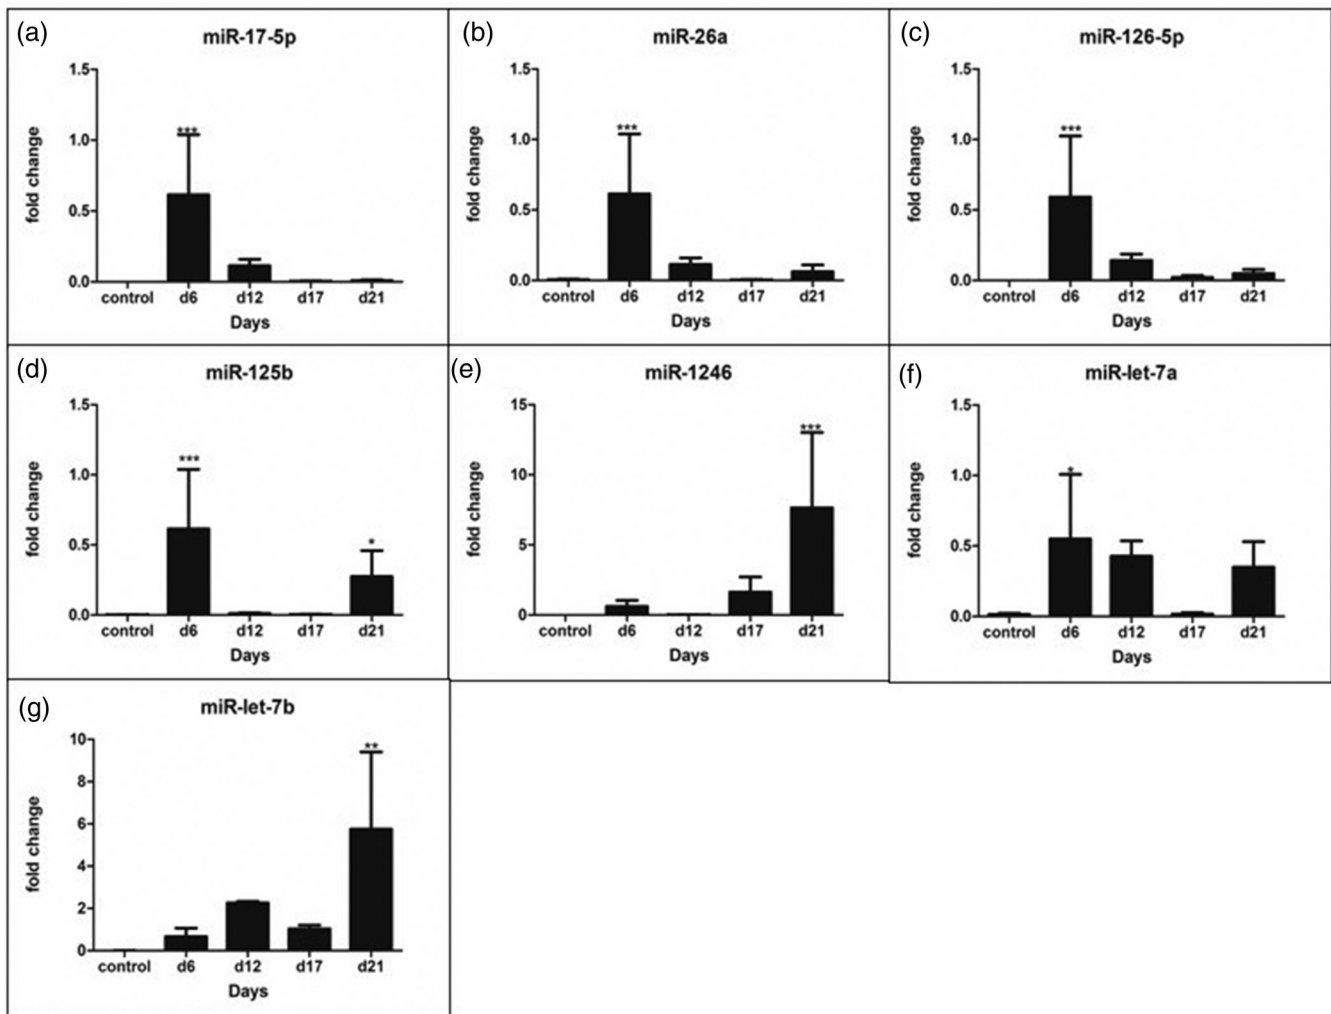 (a)
miR-17-5p
1.5
1.0
0.5
0.0
fold change
***
control d6 d12 d17 d21
Days
(b)
miR-26a
1.5
1.0
0.5
0.0
fold change
***
control d6 d12 d17 d21
Days
(c)
miR-126-5p
1.5
1.0
0.5
0.0
fold change
***
control d6 d12 d17 d21
Days
(d)
miR-125b
1.5
1.0
0.5
0.0
fold change
***
*
control d6 d12 d17 d21
Days
(e)
miR-1246
15
10
5
0
fold change
***
control d6 d12 d17 d21
Days
(f)
miR-let-7a
1.5
1.0
0.5
0.0
fold change
*
control d6 d12 d17 d21
Days
(g)
miR-let-7b
10
8
6
4
2
0
fold change
**
control d6 d12 d17 d21
Days